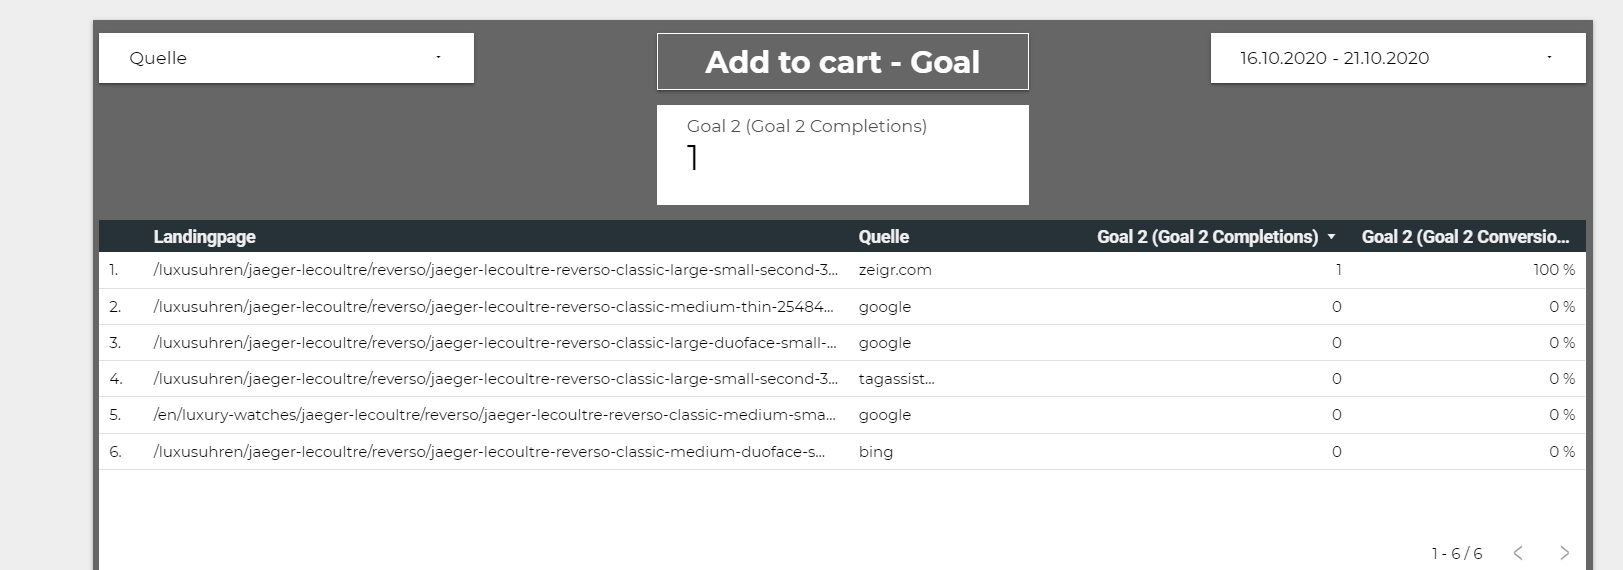 Quelle
Add to cart - Goal
16.10.2020 - 21.10.2020
Goal 2 (Goal 2 Completions)
1
Landingpage Quelle Goal 2 (Goal 2 Completions) Goal 2 (Goal 2 Conversio...
1. /luxusuhren/jaeger-lecoultre/reverso/jaeger-lecoultre-reverso-classic-large-small-second-3... zeigr.com 1 100 %
2. /luxusuhren/jaeger-lecoultre/reverso/jaeger-lecoultre-reverso-classic-medium-thin-25484... google 0 0 %
3. /luxusuhren/jaeger-lecoultre/reverso/jaeger-lecoultre-reverso-classic-large-duoface-small-... google 0 0 %
4. /luxusuhren/jaeger-lecoultre/reverso/jaeger-lecoultre-reverso-classic-large-small-second-3... tagassist... 0 0 %
5. /en/luxury-watches/jaeger-lecoultre/reverso/jaeger-lecoultre-reverso-classic-medium-sma... google 0 0 %
6. /luxusuhren/jaeger-lecoultre/reverso/jaeger-lecoultre-reverso-classic-medium-duoface-s... bing 0 0 %
1 - 6 / 6